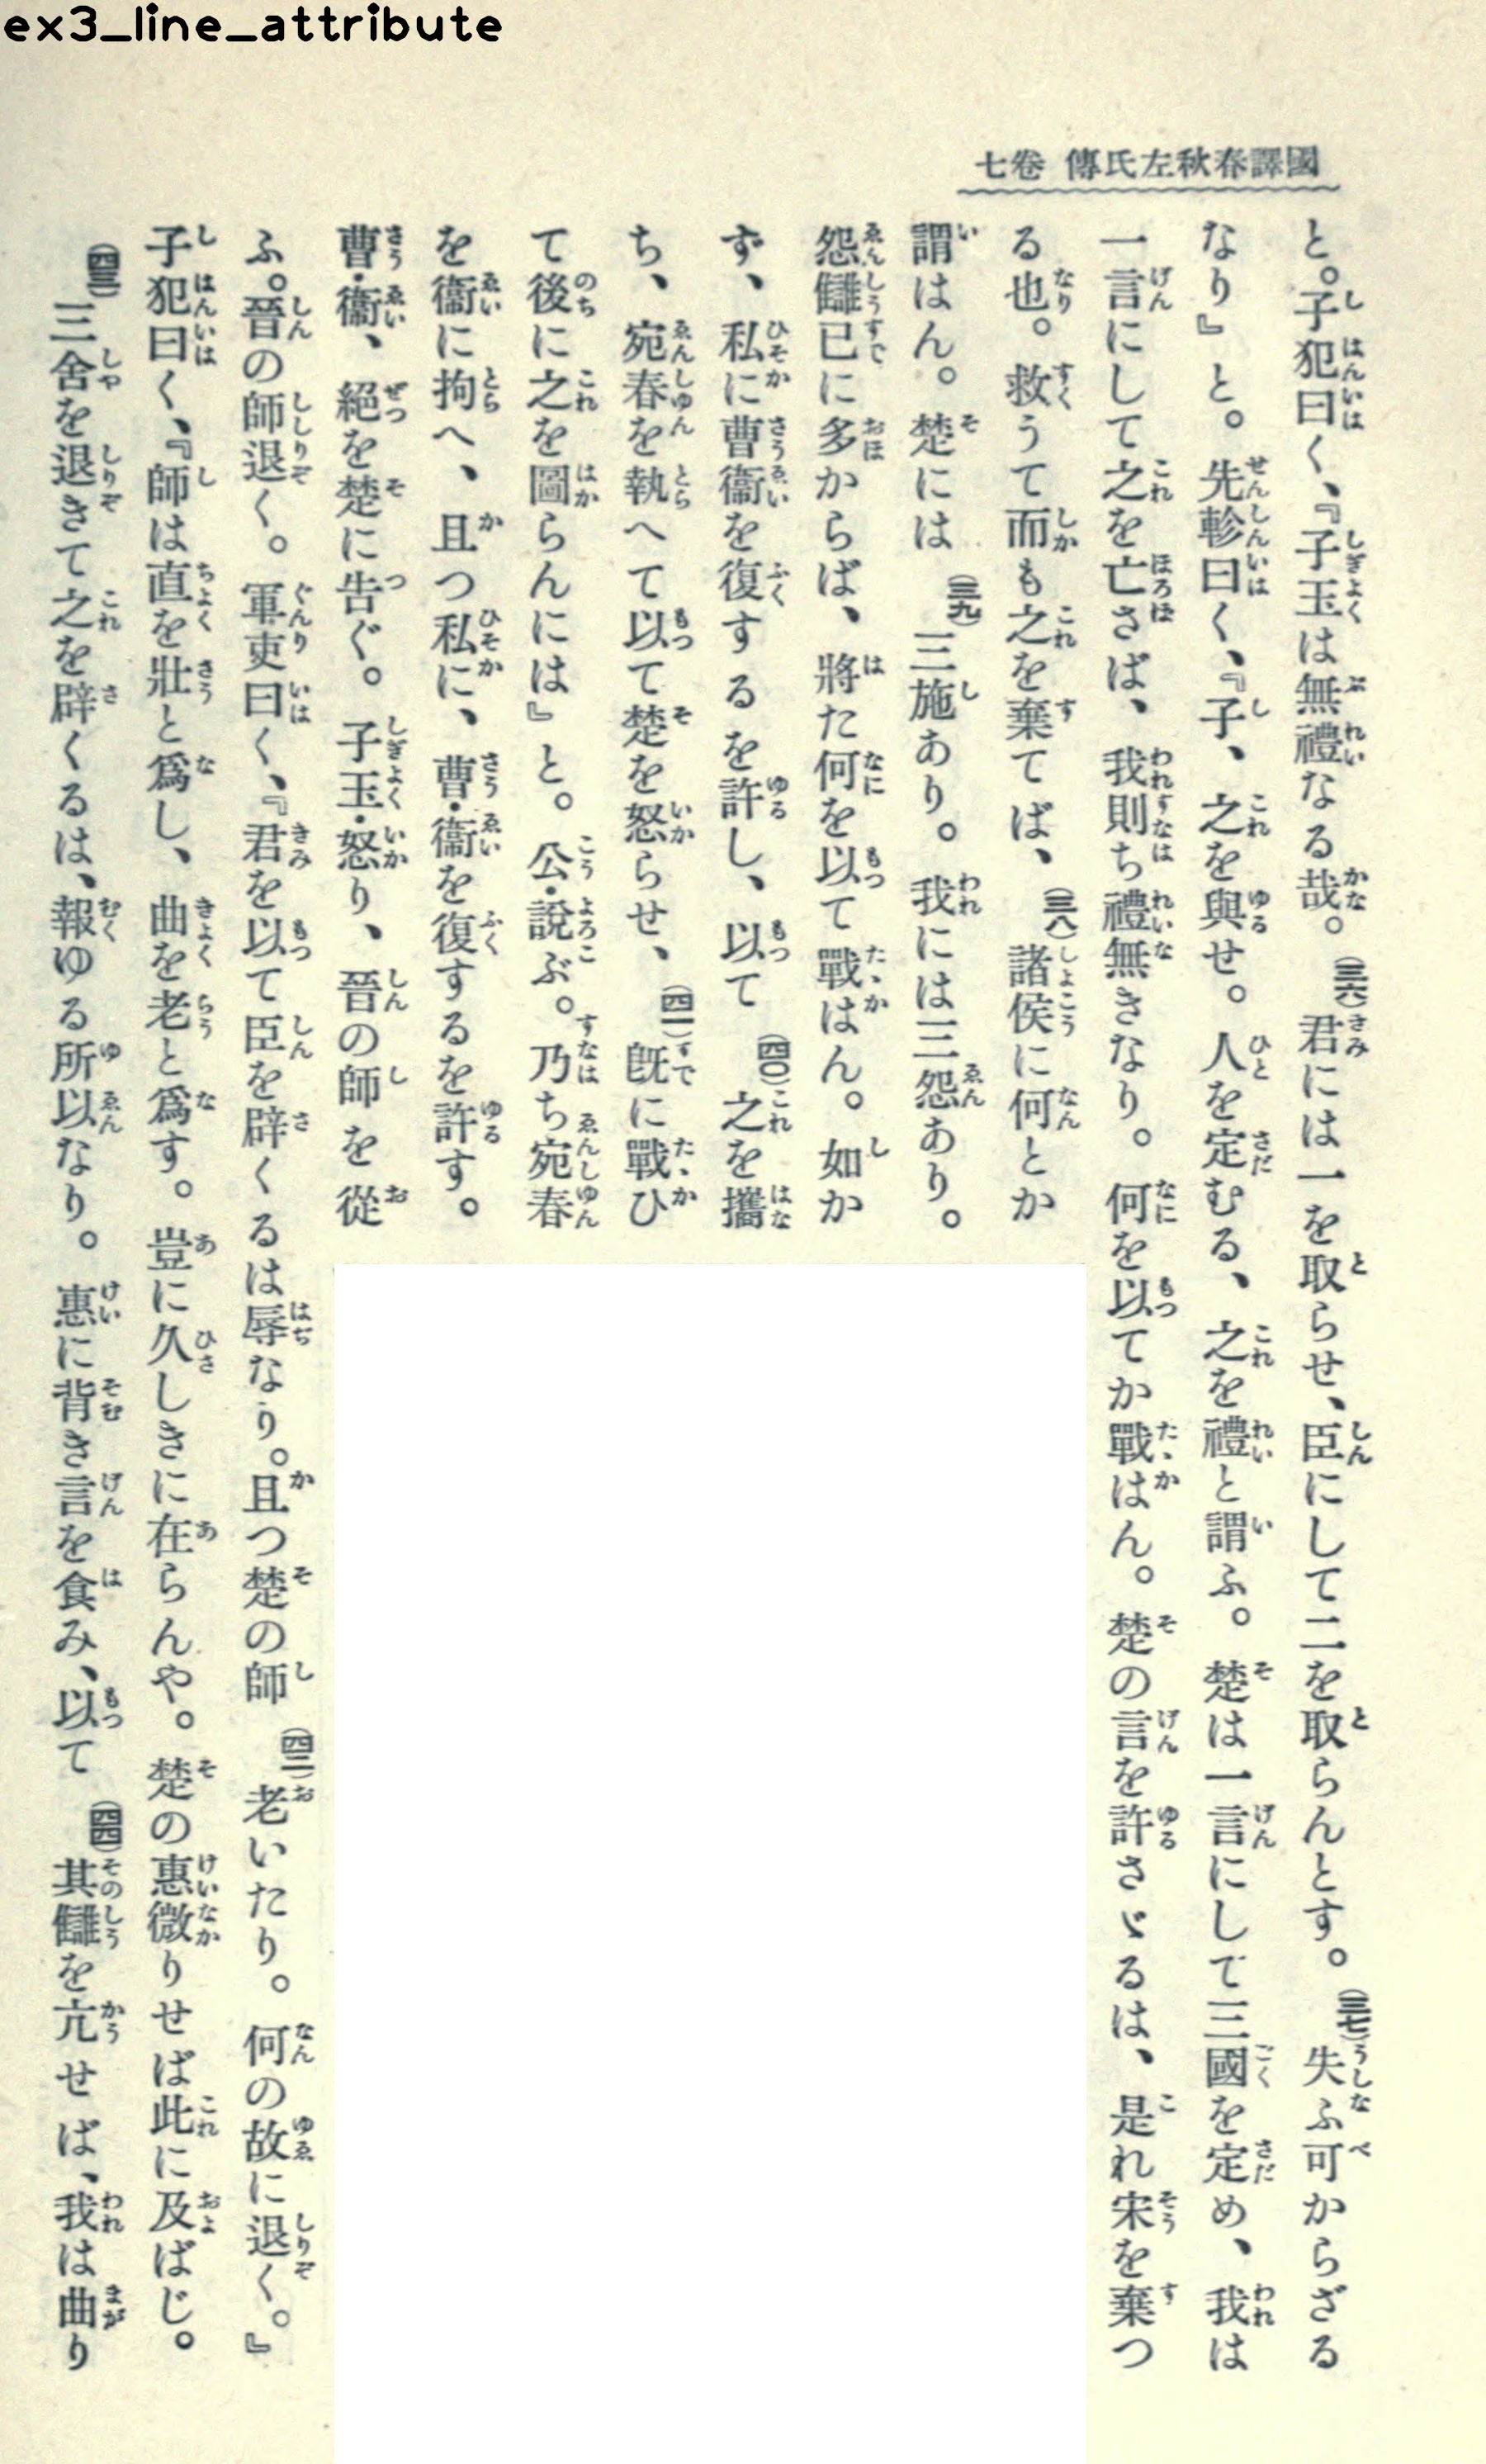 ex3_line_attribute
國譯春秋左氏傳 卷七
と。子犯曰く、『子玉は無禮なる哉。(三六)君には一を取らせ、臣にして二を取らんとす。(三七)失ふ可からざる
なり』と。先軫曰く、『子、之を與せ。人を定むる、之を禮と謂ふ。楚は一言にして三國を定め、我は
一言にして之を亡さば、我則ち禮無きなり。何を以てか戰はん。楚の言を許さゞるは、是れ宋を棄つ
る也。救うて而も之を棄てば、(三八)諸侯に何とか
謂はん。楚には(三九)三施あり。我には三怨あり。
怨讎已に多からば、將た何を以て戰はん。如か
ず、私に曹衞を復するを許し、以て(四〇)之を攜
ち、宛春を執へて以て楚を怒らせ、(四一)既に戰ひ
て後に之を圖らんには』と。公・說ぶ。乃ち宛春
を衞に拘へ、且つ私に、曹・衞を復するを許す。
曹・衞、絕を楚に告ぐ。子玉・怒り、晉の師を從
ふ。晉の師退く。軍吏曰く、『君を以て臣を辟くるは辱なり。且つ楚の師(四二)老いたり。何の故に退く。』
子犯曰く、『師は直を壯と爲し、曲を老と爲す。豈に久しきに在らんや。楚の惠微りせば此に及ばじ。
(四三)三舍を退きて之を辟くるは、報ゆる所以なり。惠に背き言を食み、以て(四四)其讎を亢せば、我は曲り